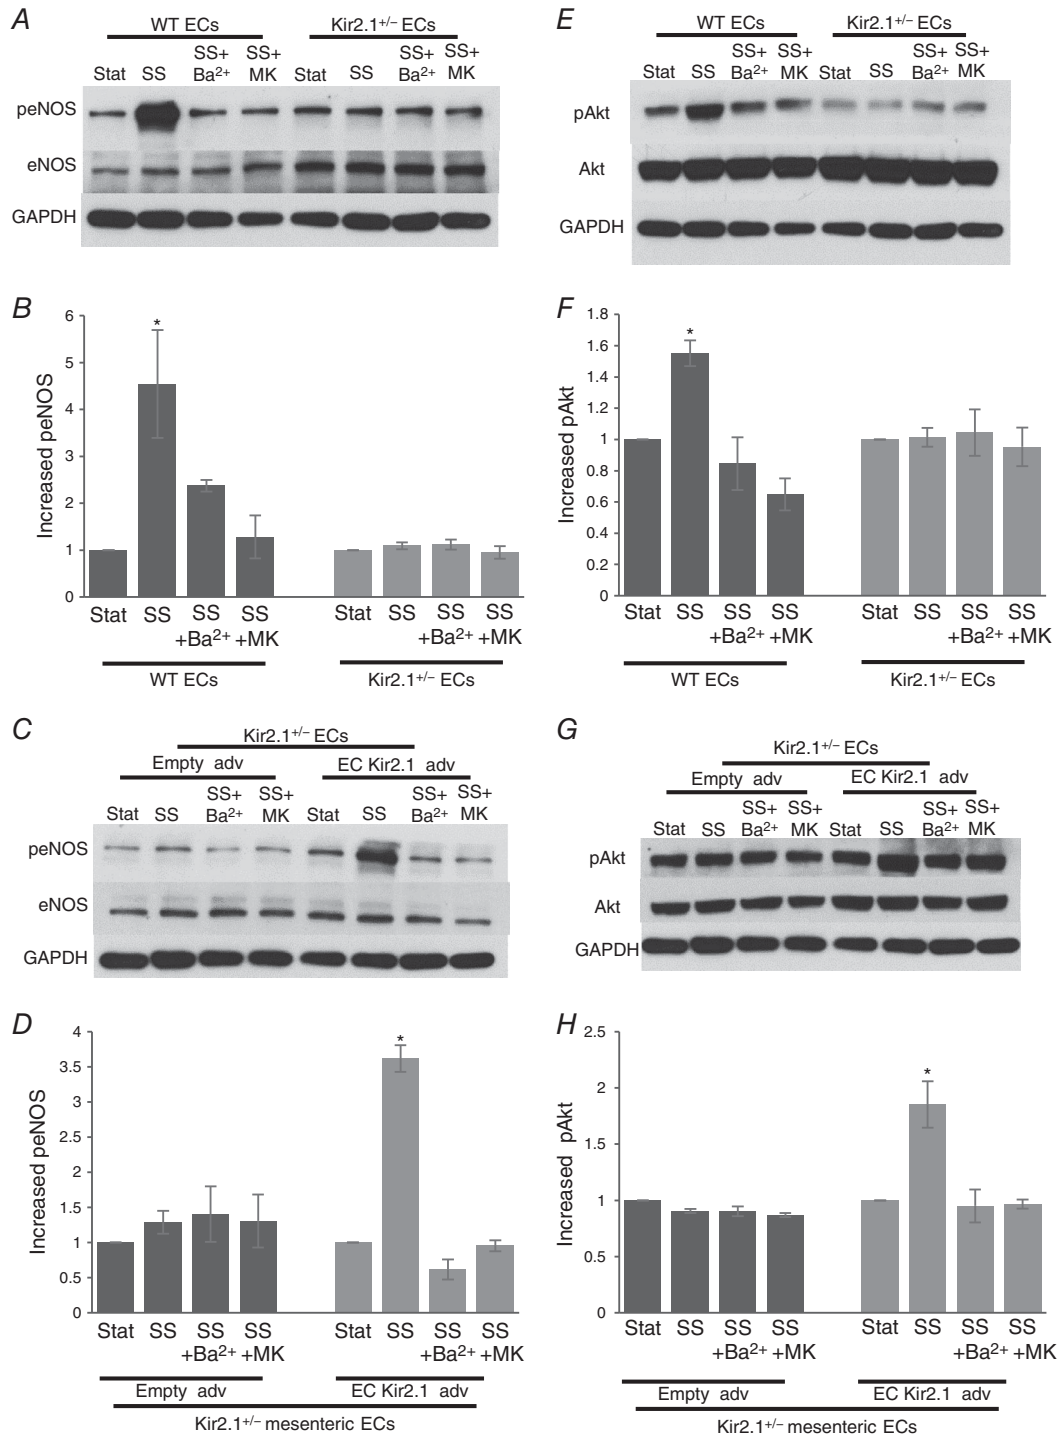 A
WT ECs
Kir2.1+/– ECs
Stat SS SS+ Ba2+ SS+ MK Stat SS SS+ Ba2+ SS+ MK
peNOS
eNOS
GAPDH
B
Increased peNOS
6
5
4
3
2
1
0
*
Stat SS SS +Ba2+ SS +MK Stat SS SS +Ba2+ SS +MK
WT ECs
Kir2.1+/– ECs
C
Kir2.1+/– ECs
Empty adv
EC Kir2.1 adv
Stat SS SS+ Ba2+ SS+ MK Stat SS SS+ Ba2+ SS+ MK
peNOS
eNOS
GAPDH
D
Increased peNOS
4
3.5
3
2.5
2
1.5
1
0.5
0
*
Stat SS SS +Ba2+ SS +MK Stat SS SS +Ba2+ SS +MK
Empty adv
EC Kir2.1 adv
Kir2.1+/– mesenteric ECs
E
WT ECs
Kir2.1+/– ECs
Stat SS SS+ Ba2+ SS+ MK Stat SS SS+ Ba2+ SS+ MK
pAkt
Akt
GAPDH
F
Increased pAkt
1.8
1.6
1.4
1.2
1
0.8
0.6
0.4
0.2
0
*
Stat SS SS +Ba2+ SS +MK Stat SS SS +Ba2+ SS +MK
WT ECs
Kir2.1+/– ECs
G
Kir2.1+/– ECs
Empty adv
EC Kir2.1 adv
Stat SS SS+ Ba2+ SS+ MK Stat SS SS+ Ba2+ SS+ MK
pAkt
Akt
GAPDH
H
Increased pAkt
2.5
2
1.5
1
0.5
0
*
Stat SS SS +Ba2+ SS +MK Stat SS SS +Ba2+ SS +MK
Empty adv
EC Kir2.1 adv
Kir2.1+/– mesenteric ECs